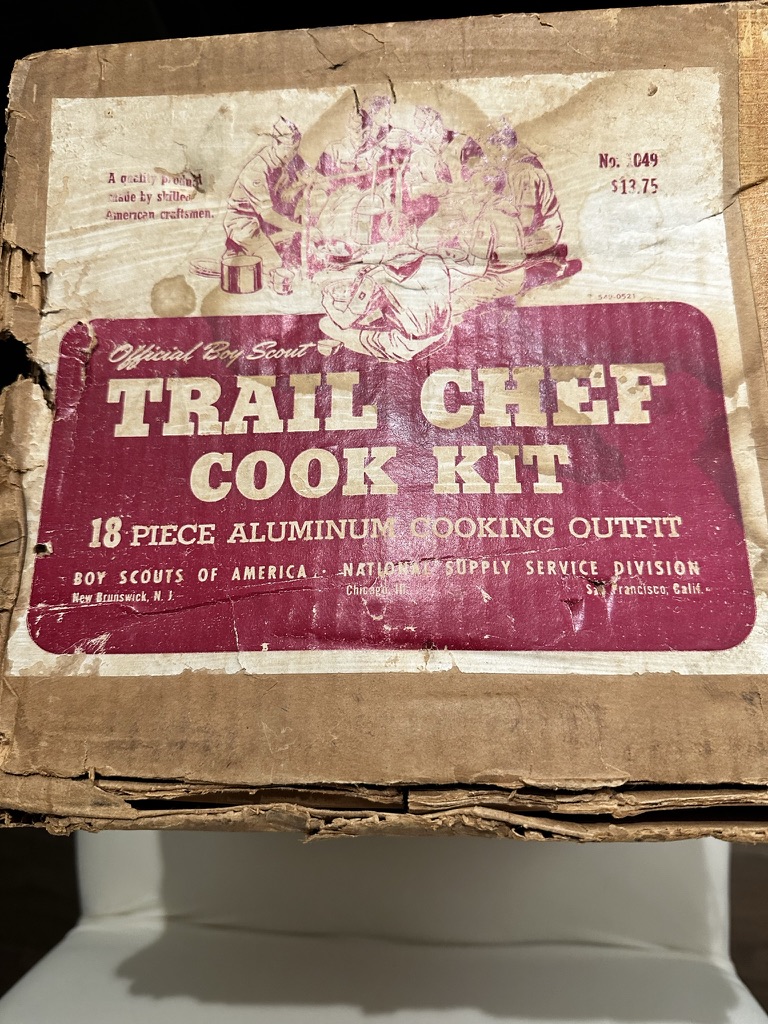 A quality product
made by skilled
American craftsmen.
No. 1049
$13.75
Official Boy Scout
TRAIL CHEF
COOK KIT
18 PIECE ALUMINUM COOKING OUTFIT
BOY SCOUTS OF AMERICA · NATIONAL SUPPLY SERVICE DIVISION
New Brunswick, N. J. Chicago, Ill. San Francisco, Calif.